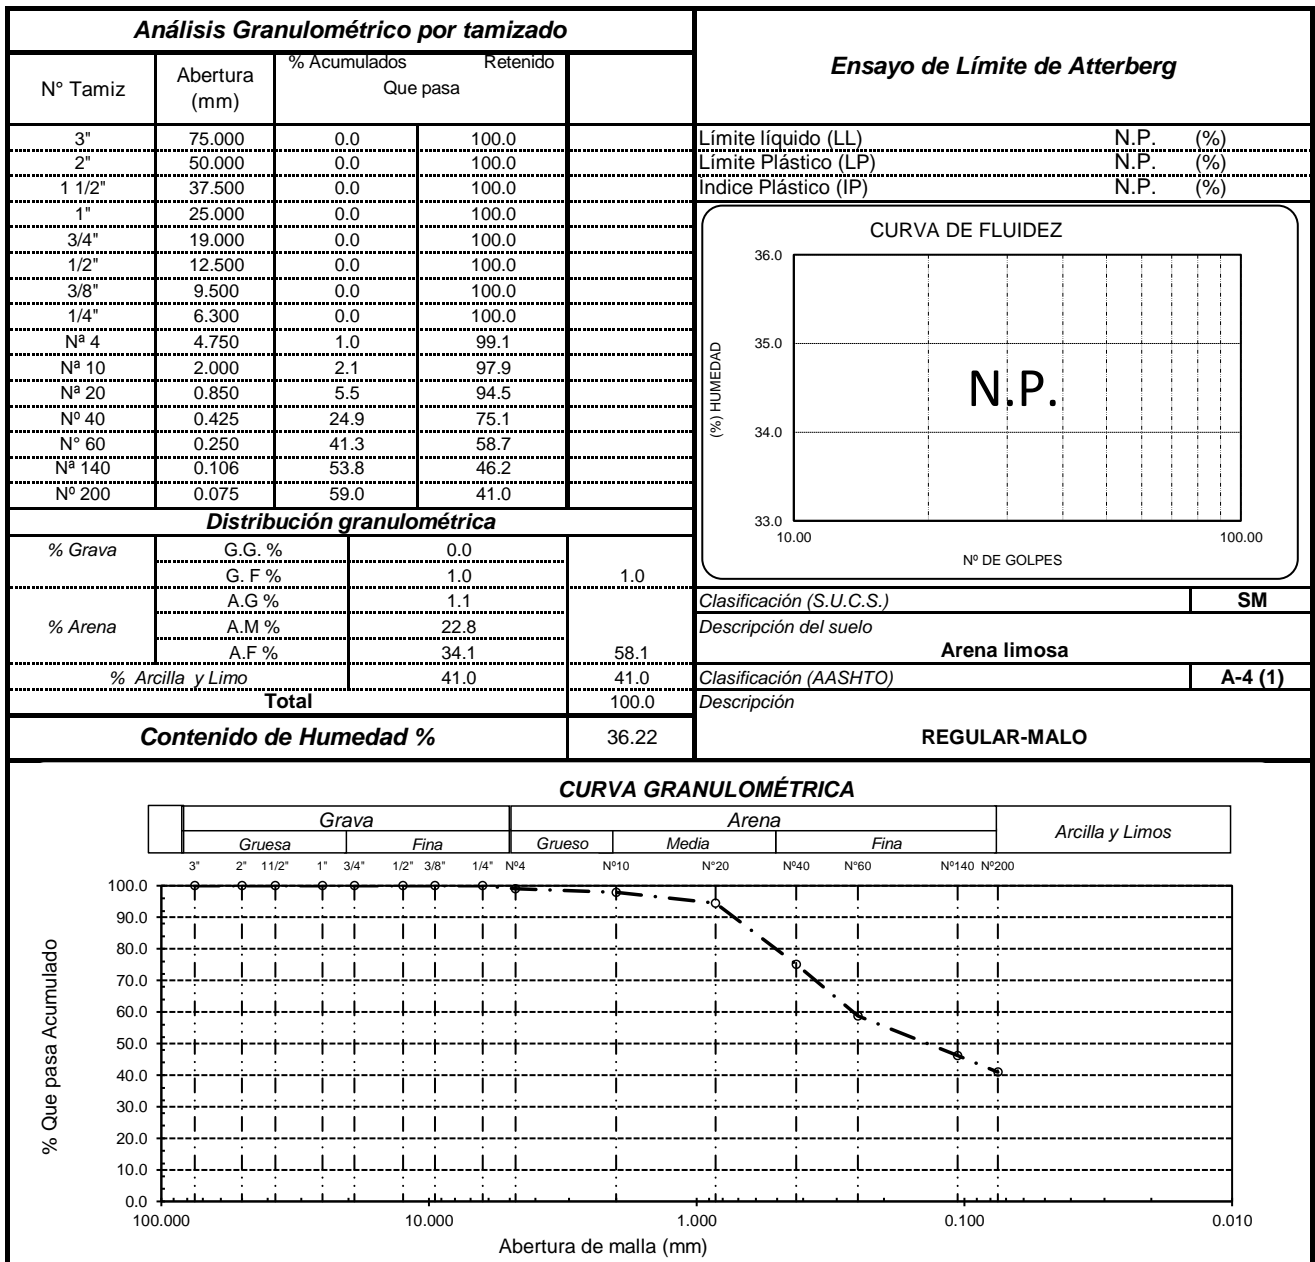 Análisis Granulométrico por tamizado
N° Tamiz Abertura (mm) % Acumulados Retenido Que pasa
3" 75.000 0.0 100.0
2" 50.000 0.0 100.0
1 1/2" 37.500 0.0 100.0
1" 25.000 0.0 100.0
3/4" 19.000 0.0 100.0
1/2" 12.500 0.0 100.0
3/8" 9.500 0.0 100.0
1/4" 6.300 0.0 100.0
Nª 4 4.750 1.0 99.1
Nª 10 2.000 2.1 97.9
Nª 20 0.850 5.5 94.5
Nº 40 0.425 24.9 75.1
N° 60 0.250 41.3 58.7
Nª 140 0.106 53.8 46.2
Nº 200 0.075 59.0 41.0
Distribución granulométrica
% Grava G.G. % 0.0
G. F % 1.0 1.0
A.G % 1.1
% Arena A.M % 22.8
A.F % 34.1 58.1
% Arcilla y Limo 41.0 41.0
Total 100.0
Contenido de Humedad % 36.22
Ensayo de Límite de Atterberg
Límite líquido (LL) N.P. (%)
Límite Plástico (LP) N.P. (%)
Índice Plástico (IP) N.P. (%)
CURVA DE FLUIDEZ
36.0
35.0
34.0
33.0
(%) HUMEDAD
N.P.
10.00 100.00
Nº DE GOLPES
Clasificación (S.U.C.S.) SM
Descripción del suelo
Arena limosa
Clasificación (AASHTO) A-4 (1)
Descripción
REGULAR-MALO
CURVA GRANULOMÉTRICA
Grava Arena Arcilla y Limos
Gruesa Fina Grueso Media Fina
3" 2" 11/2" 1" 3/4" 1/2" 3/8" 1/4" Nº4 Nº10 N°20 Nº40 N°60 Nº140 Nº200
100.0
90.0
80.0
70.0
60.0
50.0
40.0
30.0
20.0
10.0
0.0
% Que pasa Acumulado
100.000 10.000 1.000 0.100 0.010
Abertura de malla (mm)